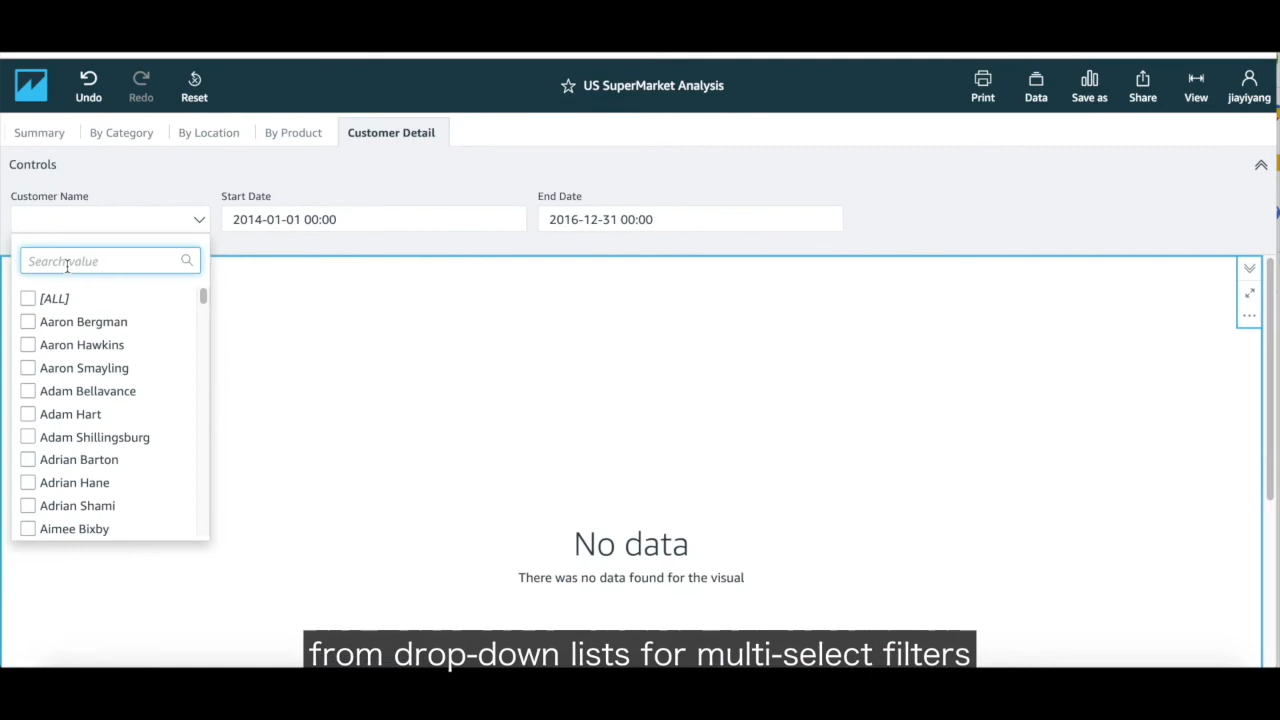 Undo
Redo
Reset
US SuperMarket Analysis
Print
Data
Save as
Share
View
jiayiyang
Summary
By Category
By Location
By Product
Customer Detail
Controls
Customer Name
Start Date
End Date
2014-01-01 00:00
2016-12-31 00:00
Search value
[ALL]
Aaron Bergman
Aaron Hawkins
Aaron Smayling
Adam Bellavance
Adam Hart
Adam Shillingsburg
Adrian Barton
Adrian Hane
Adrian Shami
Aimee Bixby
No data
There was no data found for the visual
from drop-down lists for multi-select filters